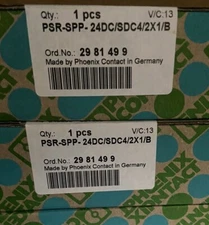 Qty.: 1 pcs V/C:13
PSR-SPP- 24DC/SDC4/2X1/B
Ord.No.: 29 81 49 9
Made by Phoenix Contact in Germany
Qty.: 1 pcs V/C:13
PSR-SPP- 24DC/SDC4/2X1/B
Ord.No.: 29 81 49 9
Made by Phoenix Contact in Germany